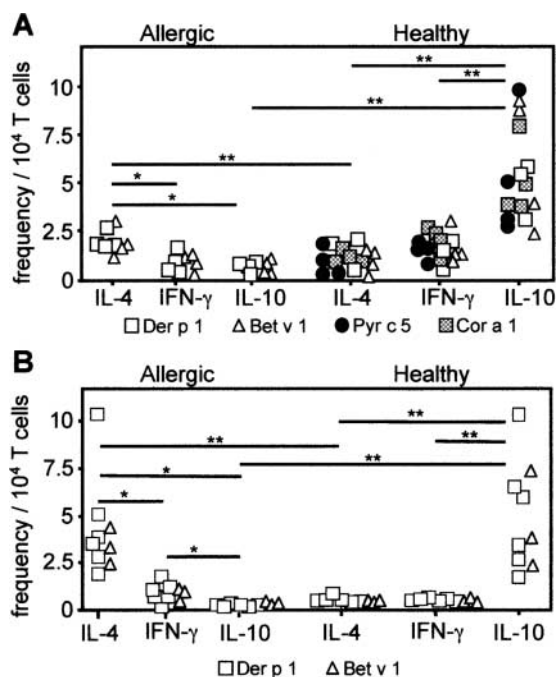 A
Allergic Healthy
frequency / 10⁴ T cells
10
7.5
5
2.5
0
** 
**
**
**
*
*
IL-4 IFN-γ IL-10 IL-4 IFN-γ IL-10
Der p 1 Bet v 1 Pyr c 5 Cor a 1
B
Allergic Healthy
frequency / 10⁴ T cells
10
7.5
5
2.5
0
**
**
**
*
**
*
*
IL-4 IFN-γ IL-10 IL-4 IFN-γ IL-10
Der p 1 Bet v 1